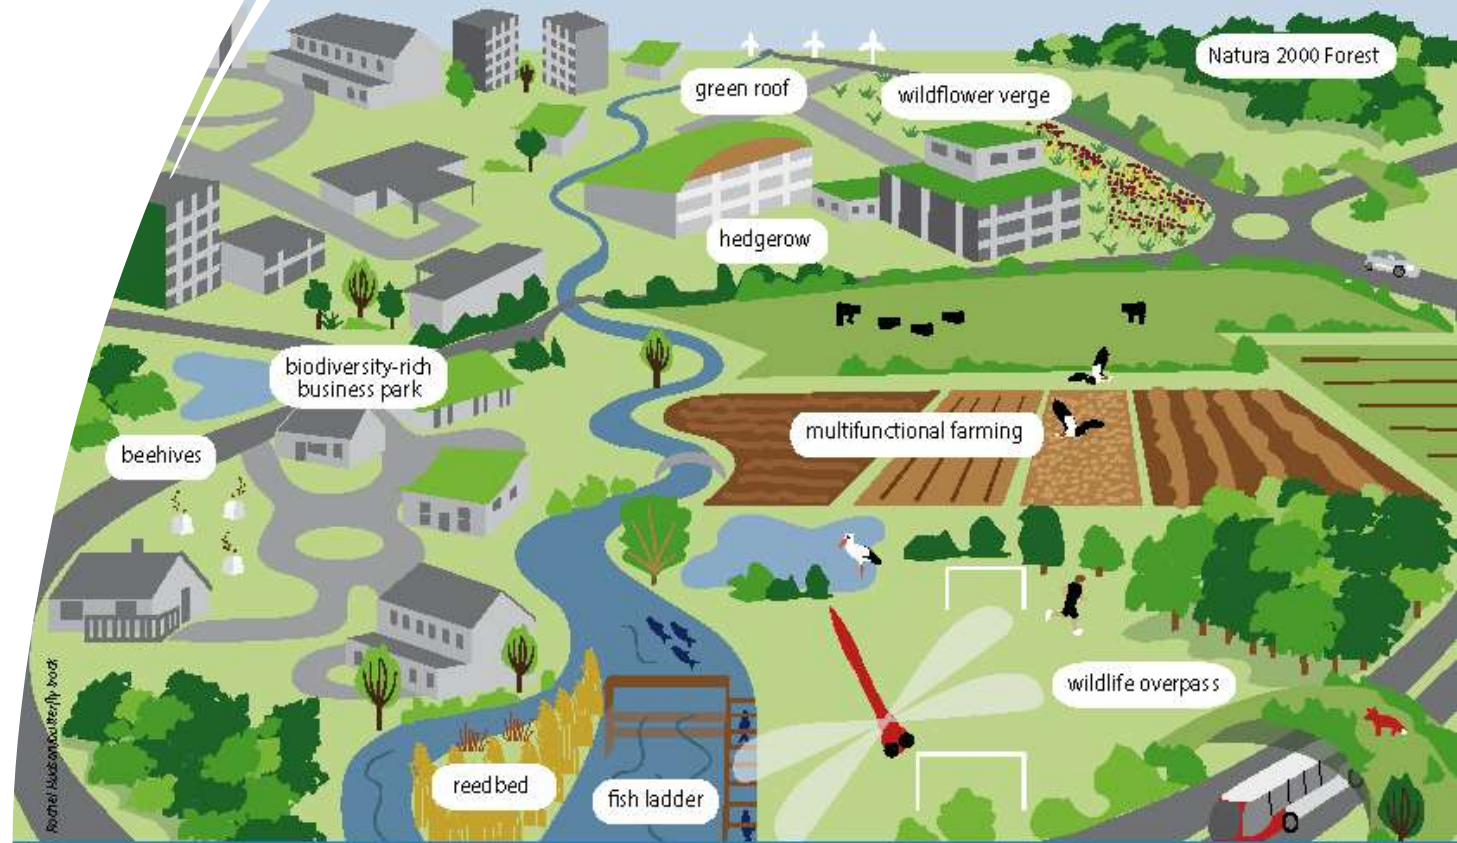 Natura 2000 Forest
green roof
wildflower verge
hedgerow
biodiversity-rich
business park
multifunctional farming
beehives
wildlife overpass
reedbed
fish ladder